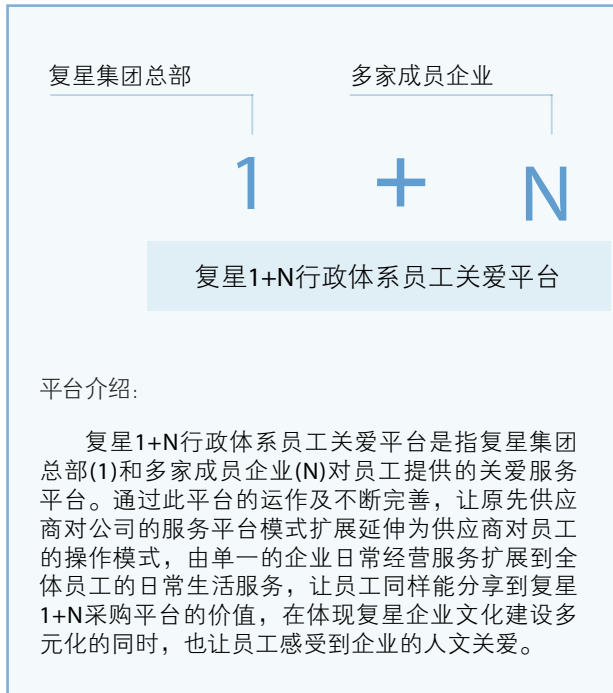 复星集团总部
多家成员企业
1 + N
复星1+N行政体系员工关爱平台
平台介绍:
复星1+N行政体系员工关爱平台是指复星集团
总部(1)和多家成员企业(N)对员工提供的关爱服务
平台。通过此平台的运作及不断完善，让原先供应
商对公司的服务平台模式扩展延伸为供应商对员工
的操作模式，由单一的企业日常经营服务扩展到全
体员工的日常生活服务，让员工同样能分享到复星
1+N采购平台的价值，在体现复星企业文化建设多
元化的同时，也让员工感受到企业的人文关爱。